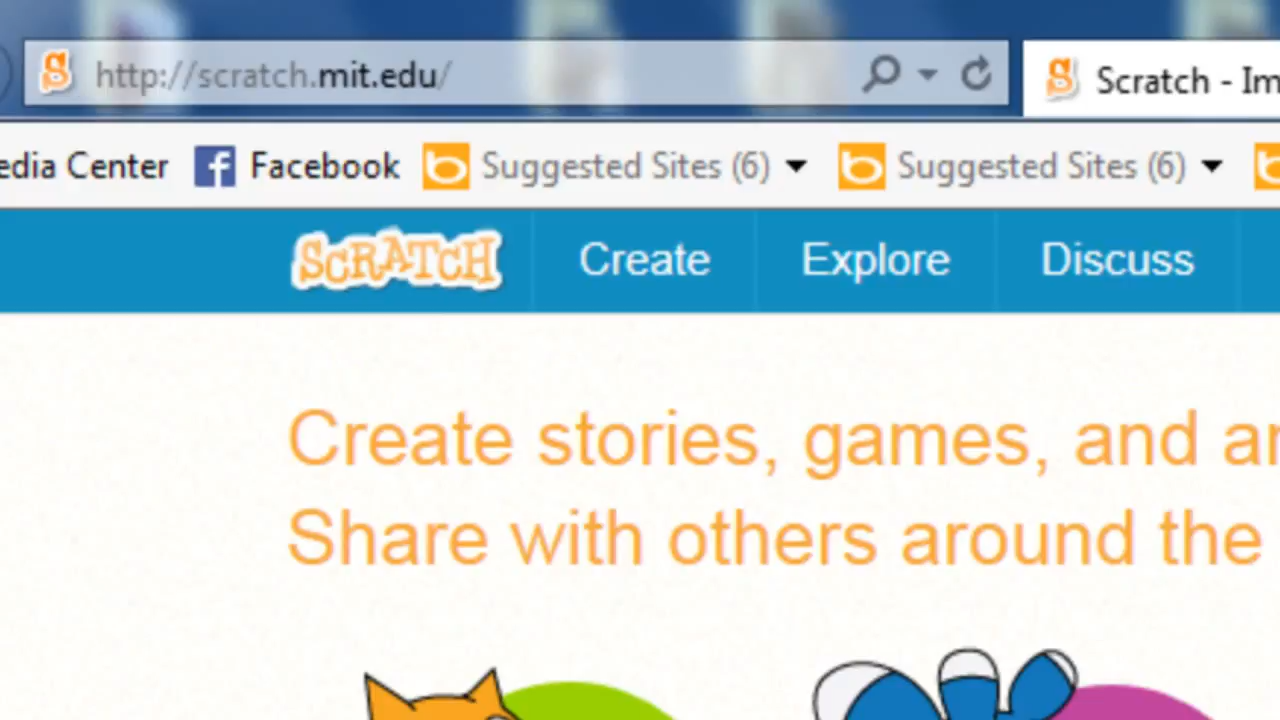 http://scratch.mit.edu/
Scratch - Im
edia Center Facebook Suggested Sites (6) Suggested Sites (6)
SCRATCH Create Explore Discuss
Create stories, games, and an
Share with others around the